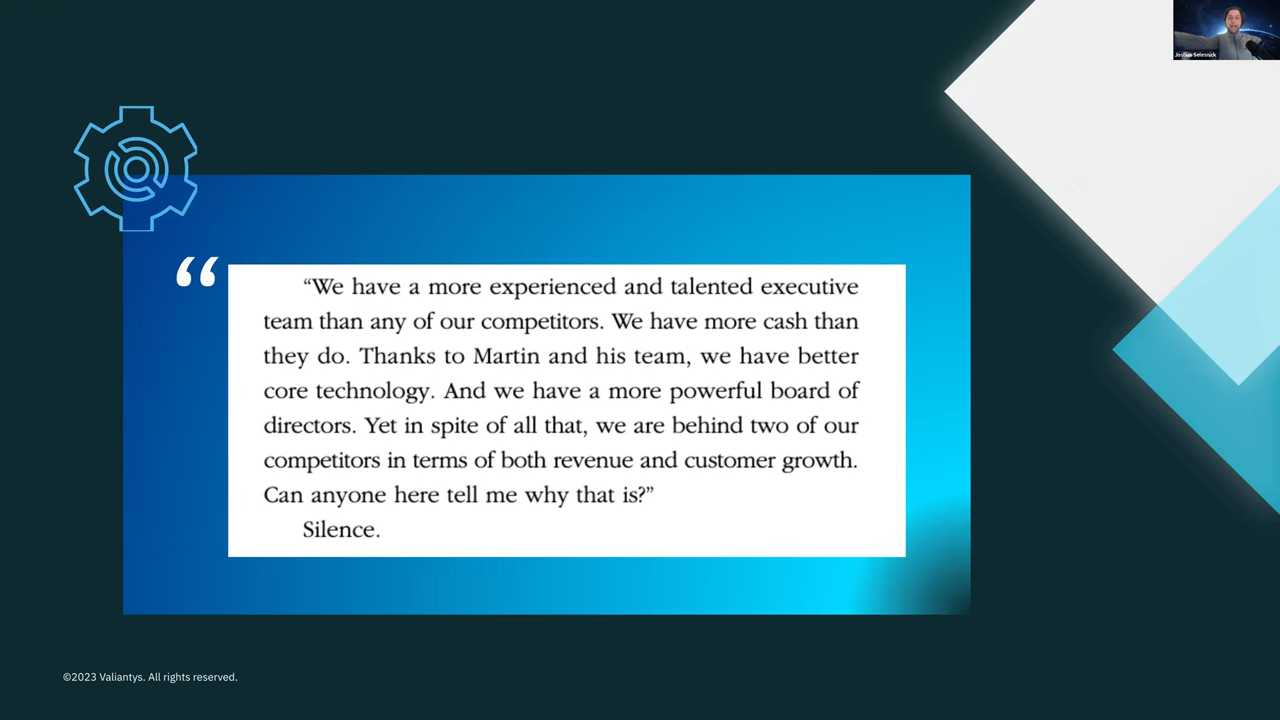 Joshua Selesnick
“
“We have a more experienced and talented executive
team than any of our competitors. We have more cash than
they do. Thanks to Martin and his team, we have better
core technology. And we have a more powerful board of
directors. Yet in spite of all that, we are behind two of our
competitors in terms of both revenue and customer growth.
Can anyone here tell me why that is?”
Silence.
©2023 Valiantys. All rights reserved.